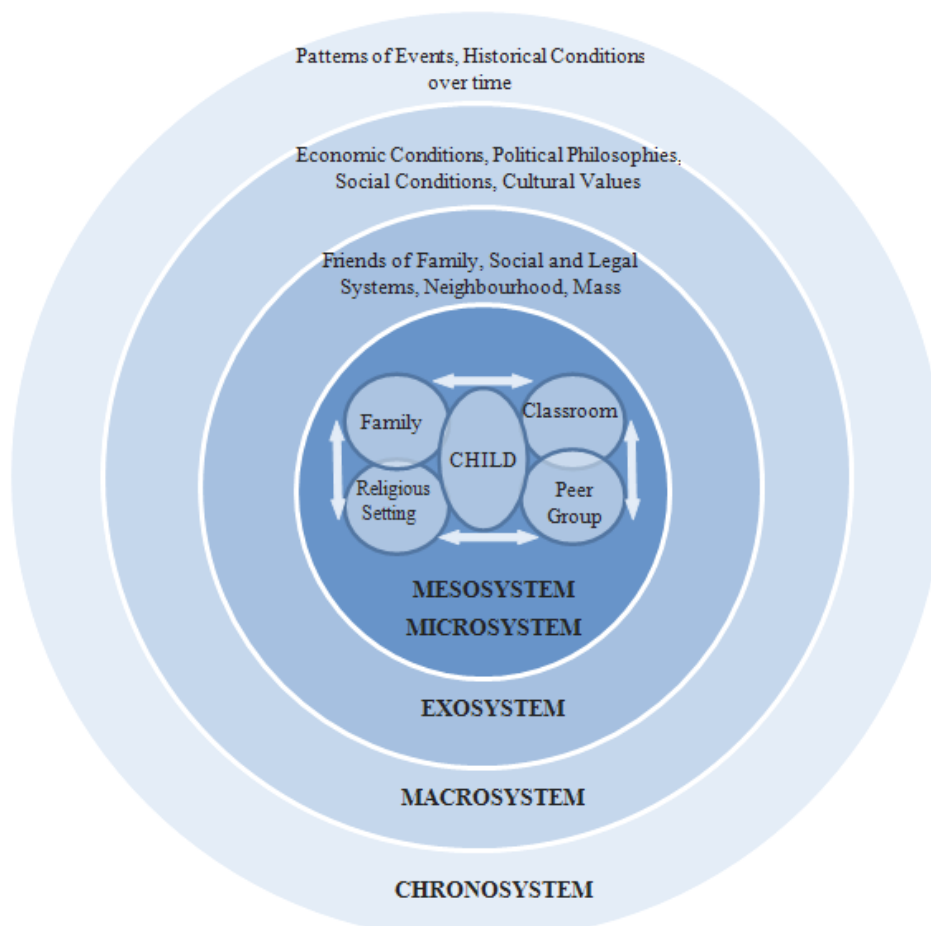 Patterns of Events, Historical Conditions
over time
Economic Conditions, Political Philosophies,
Social Conditions, Cultural Values
Friends of Family, Social and Legal
Systems, Neighbourhood, Mass
Family
Classroom
CHILD
Religious
Setting
Peer
Group
MESOSYSTEM
MICROSYSTEM
EXOSYSTEM
MACROSYSTEM
CHRONOSYSTEM